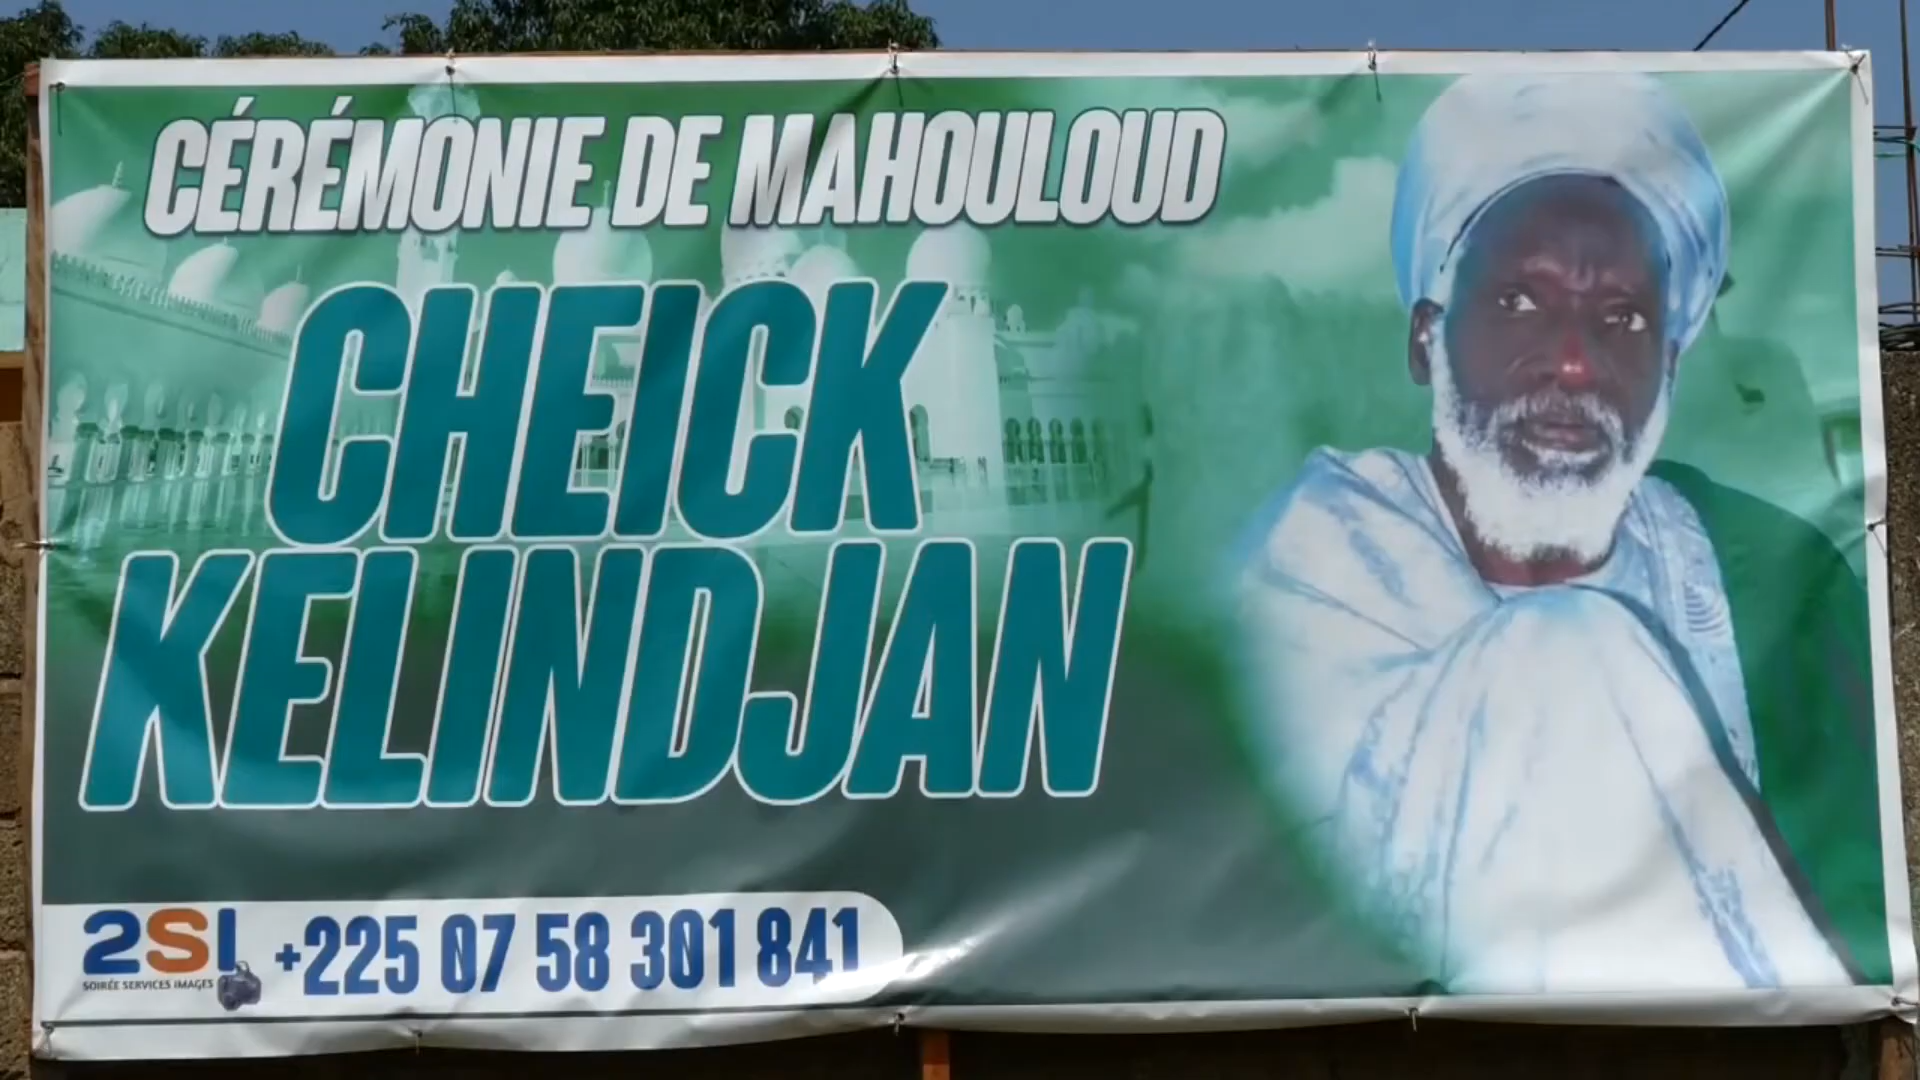 CÉRÉMONIE DE MAHOULOUD
CHEICK
KELINDJAN
2SI
SOIRÉE SERVICES IMAGES
+225 07 58 301 841